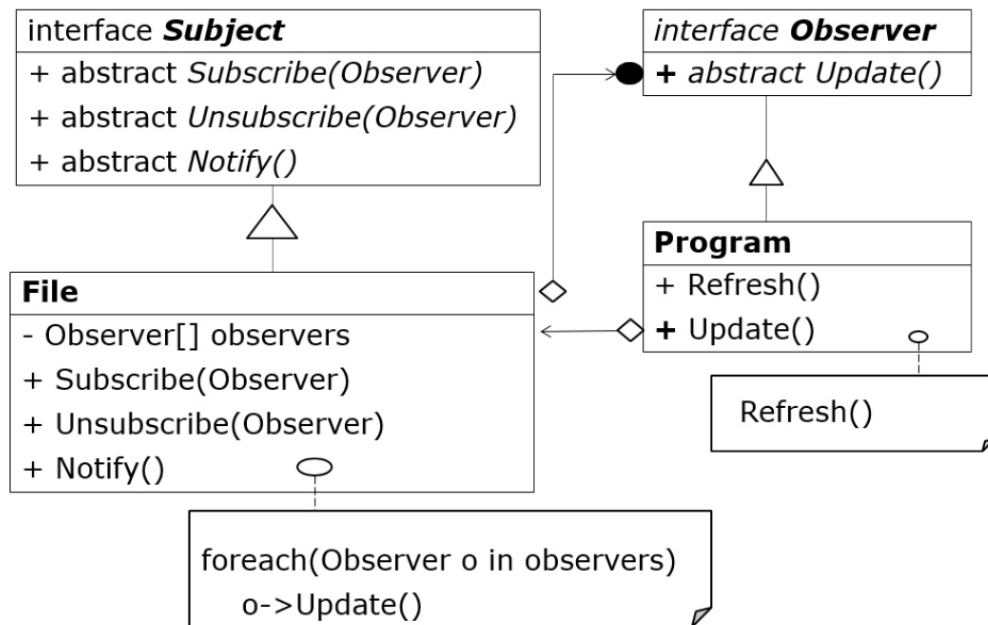 interface Subject
+ abstract Subscribe(Observer)
+ abstract Unsubscribe(Observer)
+ abstract Notify()
interface Observer
+ abstract Update()
File
- Observer[] observers
+ Subscribe(Observer)
+ Unsubscribe(Observer)
+ Notify()
foreach(Observer o in observers)
o->Update()
Program
+ Refresh()
+ Update()
Refresh()